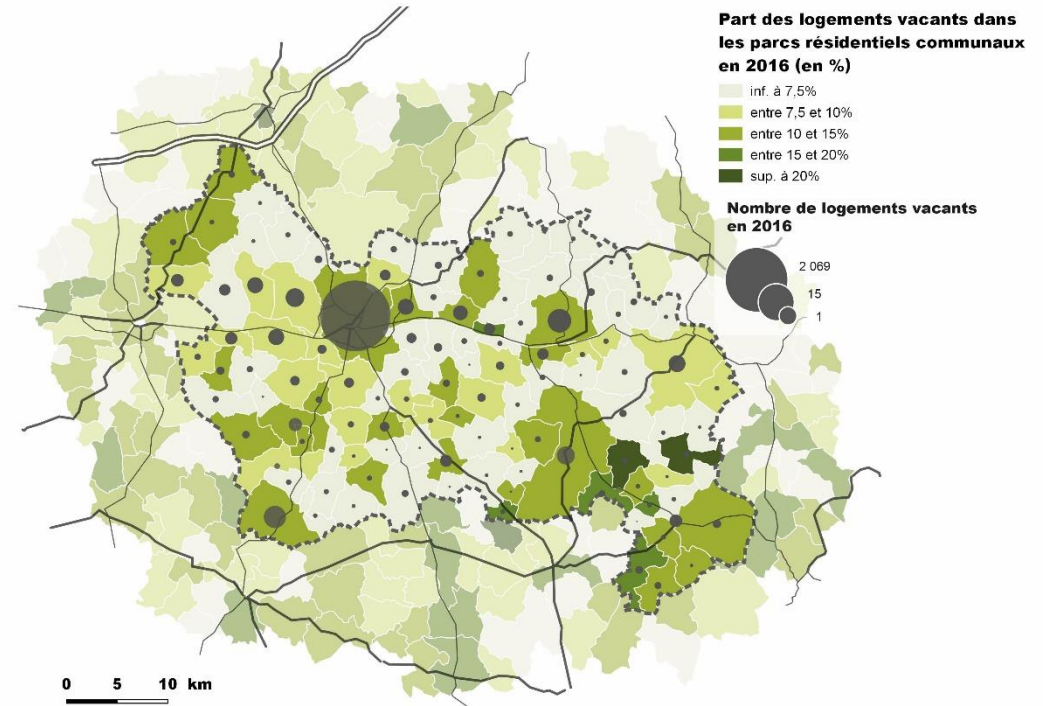 Part des logements vacants dans
les parcs résidentiels communaux
en 2016 (en %)
inf. à 7,5%
entre 7,5 et 10%
entre 10 et 15%
entre 15 et 20%
sup. à 20%
Nombre de logements vacants
en 2016
2 069
15
1
0 5 10 km